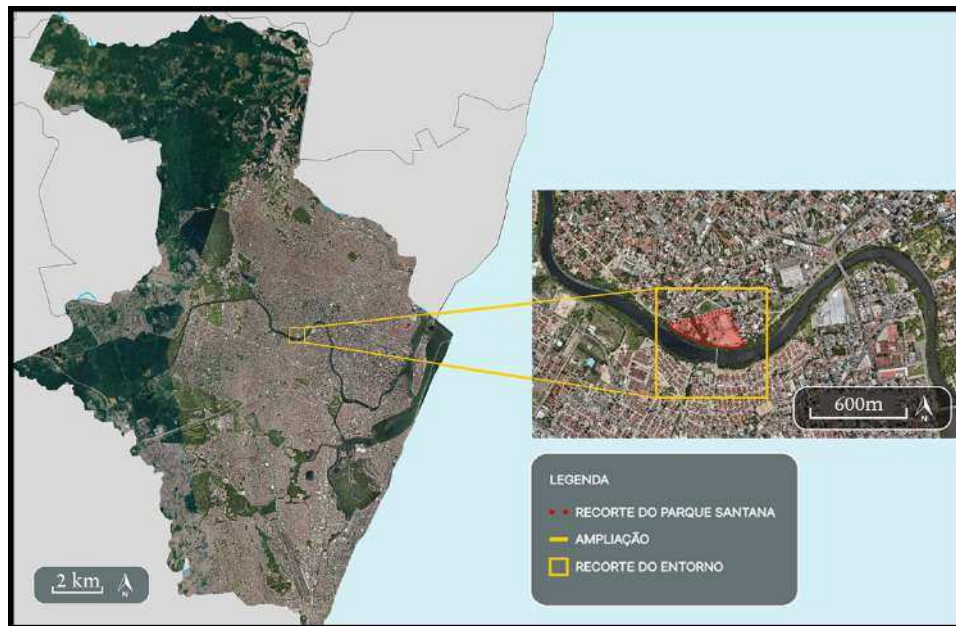 600m
N
LEGENDA
RECORTE DO PARQUE SANTANA
AMPLIAÇÃO
RECORTE DO ENTORNO
2 km
N